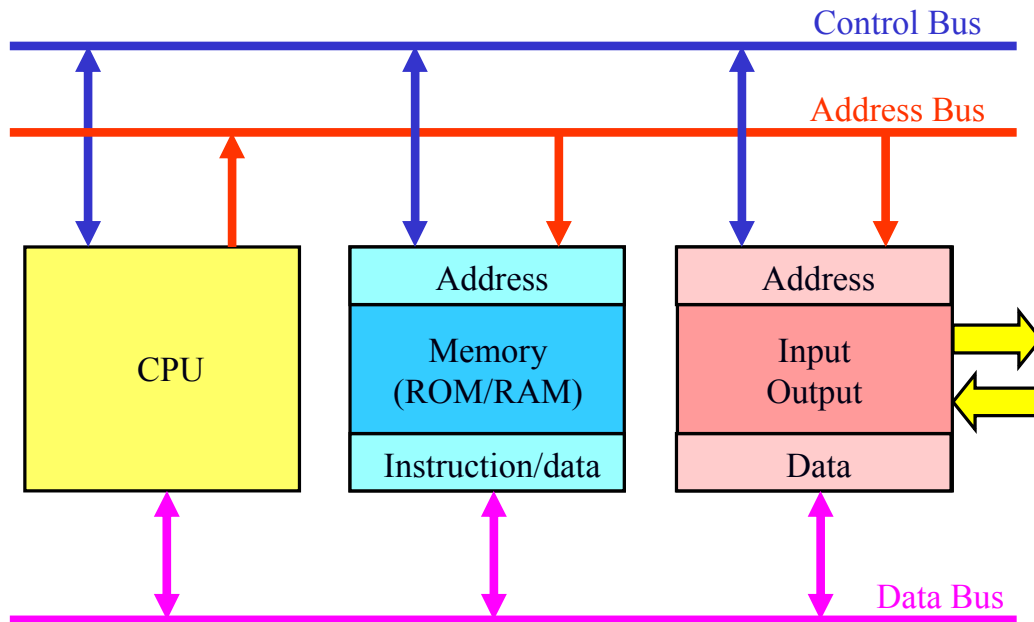 Control Bus
Address Bus
CPU
Address
Memory
(ROM/RAM)
Instruction/data
Address
Input
Output
Data
Data Bus